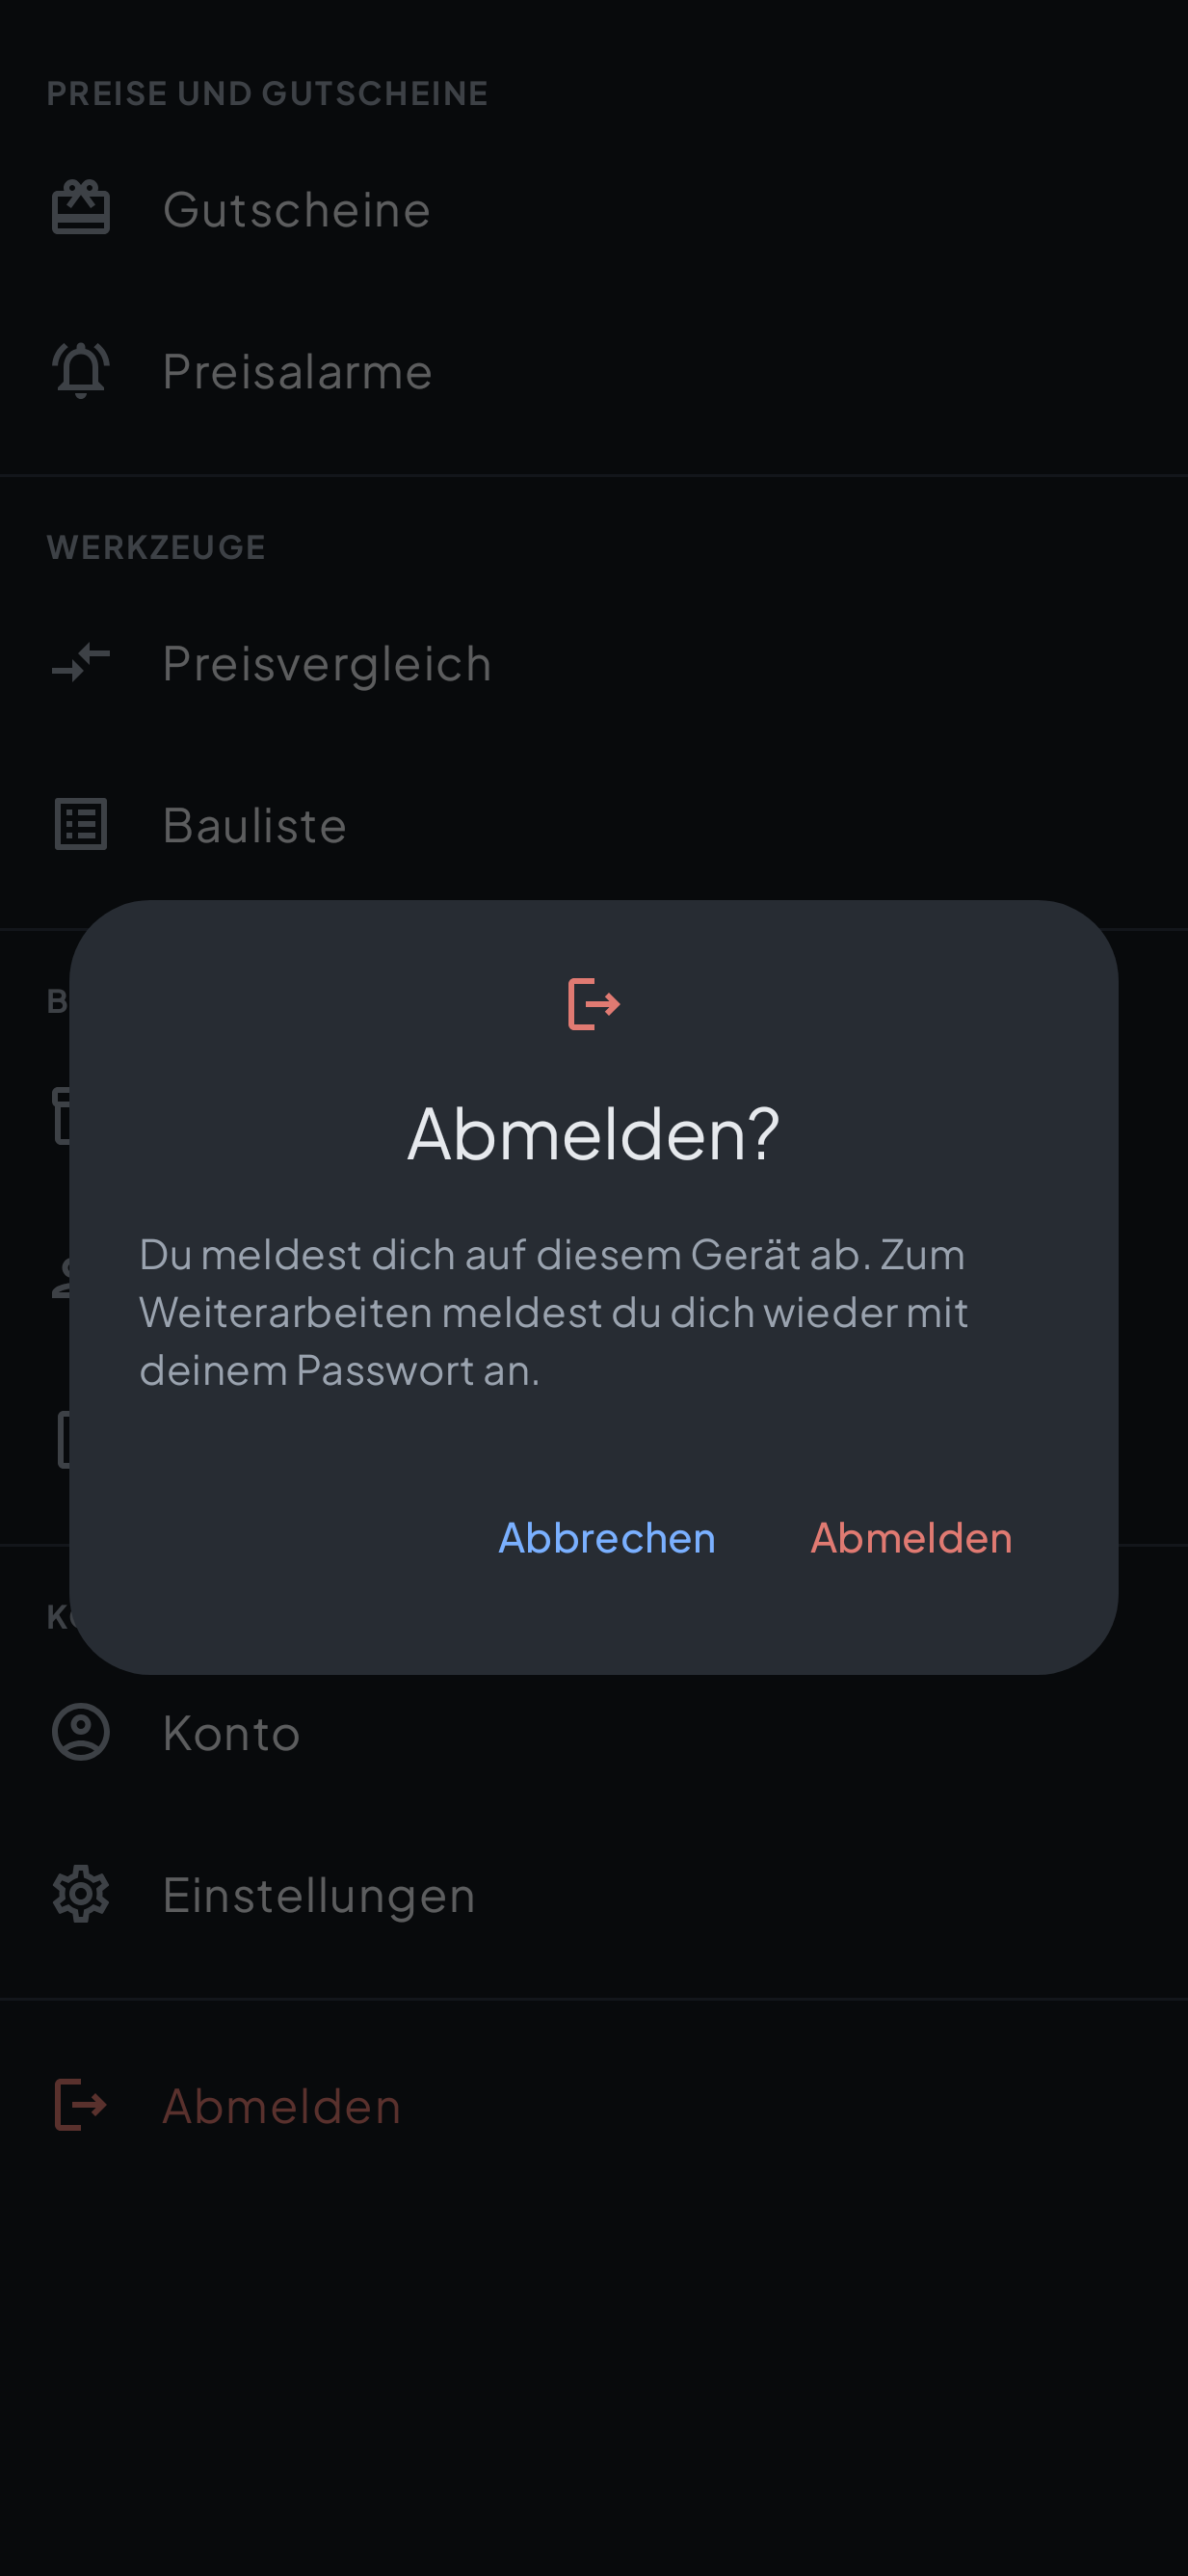 PREISE UND GUTSCHEINE
Gutscheine
Preisalarme
WERKZEUGE
Preisvergleich
Bauliste
Abmelden?
Du meldest dich auf diesem Gerät ab. Zum
Weiterarbeiten meldest du dich wieder mit
deinem Passwort an.
Abbrechen
Abmelden
Konto
Einstellungen
Abmelden